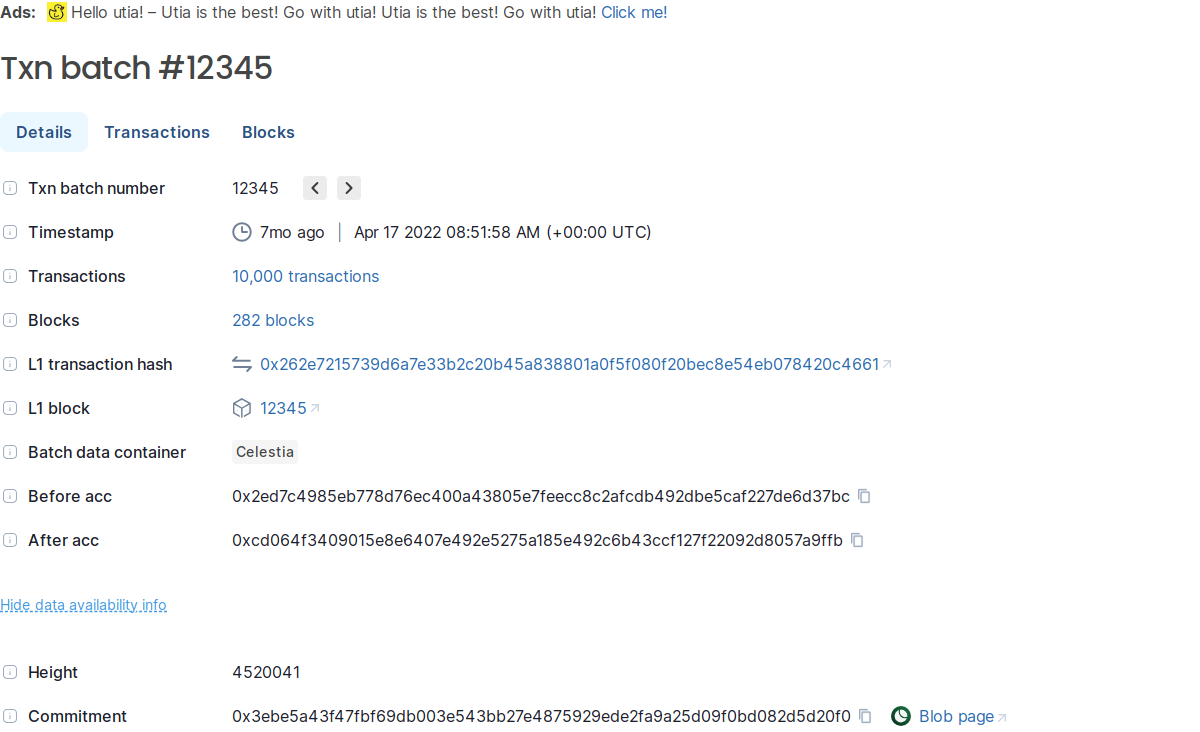 Ads: Hello utia! – Utia is the best! Go with utia! Utia is the best! Go with utia! Click me!
Txn batch #12345
Details Transactions Blocks
Txn batch number 12345
Timestamp 7mo ago | Apr 17 2022 08:51:58 AM (+00:00 UTC)
Transactions 10,000 transactions
Blocks 282 blocks
L1 transaction hash 0x262e7215739d6a7e33b2c20b45a838801a0f5f080f20bec8e54eb078420c4661
L1 block 12345
Batch data container Celestia
Before acc 0x2ed7c4985eb778d76ec400a43805e7feecc8c2afcdb492dbe5caf227de6d37bc
After acc 0xcd064f3409015e8e6407e492e5275a185e492c6b43ccf127f22092d8057a9ffb
Hide data availability info
Height 4520041
Commitment 0x3ebe5a43f47fbf69db003e543bb27e4875929ede2fa9a25d09f0bd082d5d20f0 Blob page